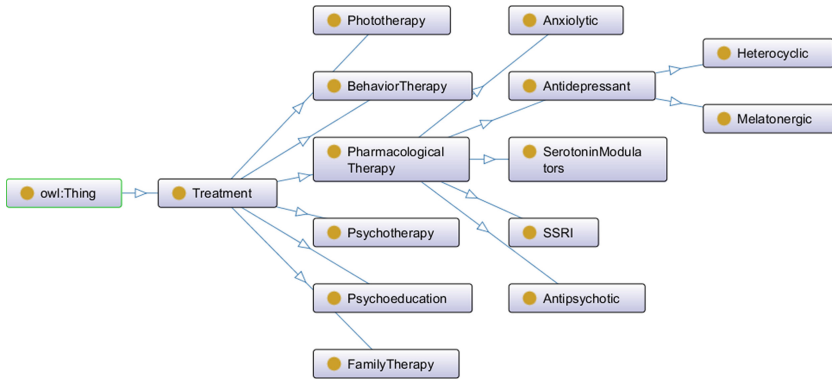 Phototherapy
Anxiolytic
Heterocyclic
BehaviorTherapy
Antidepressant
Melatonergic
Pharmacological
Therapy
SerotoninModula
tors
owl:Thing
Treatment
Psychotherapy
SSRI
Psychoeducation
Antipsychotic
FamilyTherapy